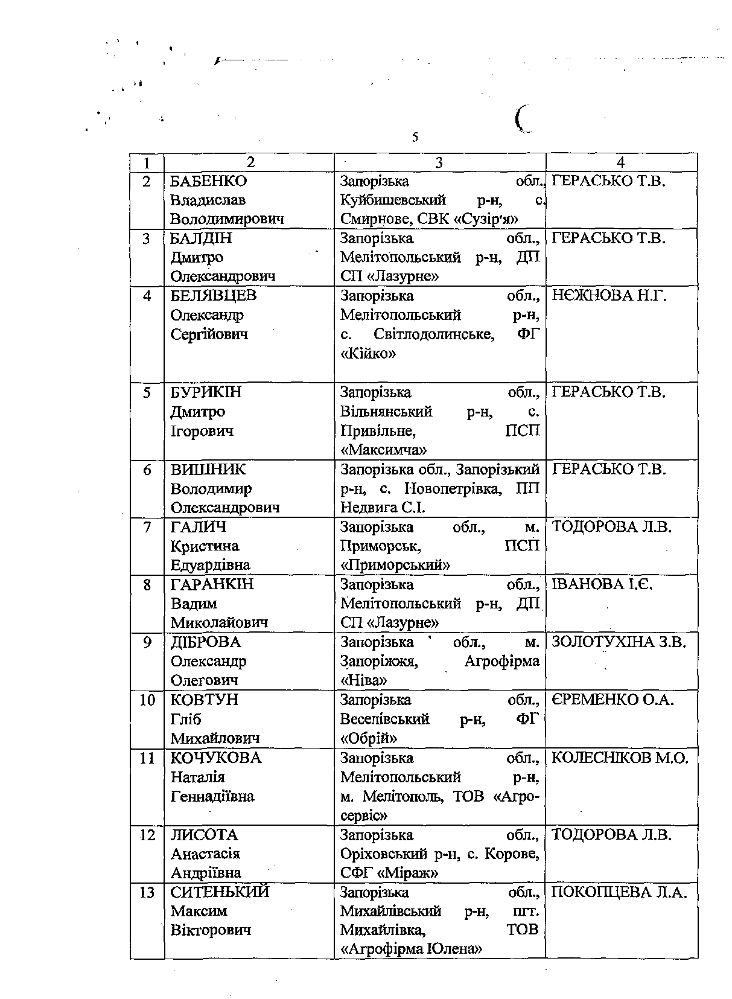 5
1 2 3 4
2 БАБЕНКО Запорізька обл., ГЕРАСЬКО Т.В.
Владислав Куйбишевський р-н, с.
Володимирович Смирнове, СВК «Сузір'я»
3 БАЛДІН Запорізька обл., ГЕРАСЬКО Т.В.
Дмитро Мелітопольський р-н, ДП
Олександрович СП «Лазурне»
4 БЕЛЯВЦЕВ Запорізька обл., НЄЖНОВА Н.Г.
Олександр Мелітопольський р-н,
Сергійович с. Світлодолинське, ФГ
«Кійко»
5 БУРИКІН Запорізька обл., ГЕРАСЬКО Т.В.
Дмитро Вільнянський р-н, с.
Ігорович Привільне, ПСП
«Максимча»
6 ВИШНИК Запорізька обл., Запорізький ГЕРАСЬКО Т.В.
Володимир р-н, с. Новопетрівка, ПП
Олександрович Недвига С.І.
7 ГАЛИЧ Запорізька обл., м. ТОДОРОВА Л.В.
Кристина Приморськ, ПСП
Едуардівна «Приморський»
8 ГАРАНКІН Запорізька обл., ІВАНОВА І.Є.
Вадим Мелітопольський р-н, ДП
Миколайович СП «Лазурне»
9 ДІБРОВА Запорізька обл., м. ЗОЛОТУХІНА З.В.
Олександр Запоріжжя, Агрофірма
Олегович «Ніва»
10 КОВТУН Запорізька обл., ЄРЕМЕНКО О.А.
Гліб Веселівський р-н, ФГ
Михайлович «Обрій»
11 КОЧУКОВА Запорізька обл., КОЛЕСНІКОВ М.О.
Наталія Мелітопольський р-н,
Геннадіївна м. Мелітополь, ТОВ «Агро-
сервіс»
12 ЛИСОТА Запорізька обл., ТОДОРОВА Л.В.
Анастасія Оріховський р-н, с. Корове,
Андріївна СФГ «Міраж»
13 СИТЕНЬКИЙ Запорізька обл., ПОКОПЦЕВА Л.А.
Максим Михайлівський р-н, пгт.
Вікторович Михайлівка, ТОВ
«Агрофірма Юлена»